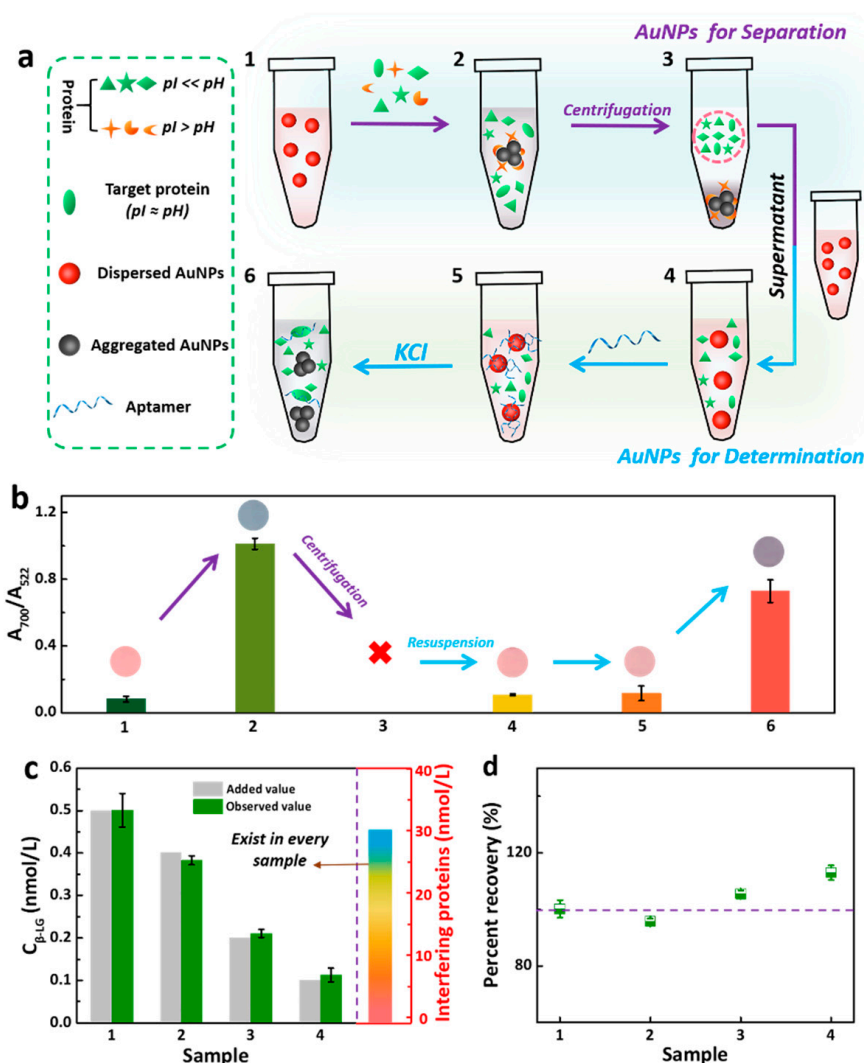 a
AuNPs for Separation
Protein
pI << pH
pI > pH
Target protein
(pI ≈ pH)
Dispersed AuNPs
Aggregated AuNPs
Aptamer
1
2
3
Centrifugation
Supermatant
6
5
4
KCl
AuNPs for Determination
b
A700/A522
1.2
0.8
0.4
0.0
Centrifugation
Resuspension
1 2 3 4 5 6
c
CΒ-LG (nmol/L)
0.6
0.5
0.4
0.3
0.2
0.1
0.0
Added value
Observed value
Exist in every
sample
1 2 3 4
Sample
40
30
20
10
0
Interfering proteins (nmol/L)
d
Percent recovery (%)
120
80
1 2 3 4
Sample